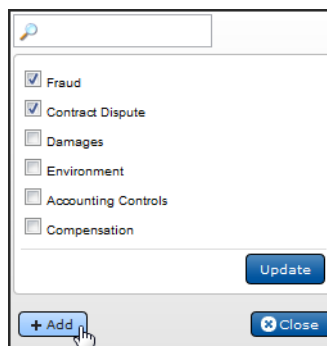 Fraud
Contract Dispute
Damages
Environment
Accounting Controls
Compensation
Update
+ Add
Close